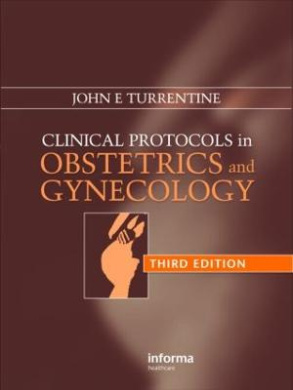 JOHN E TURRENTINE
CLINICAL PROTOCOLS in
OBSTETRICS and
GYNECOLOGY
THIRD EDITION
informa
healthcare